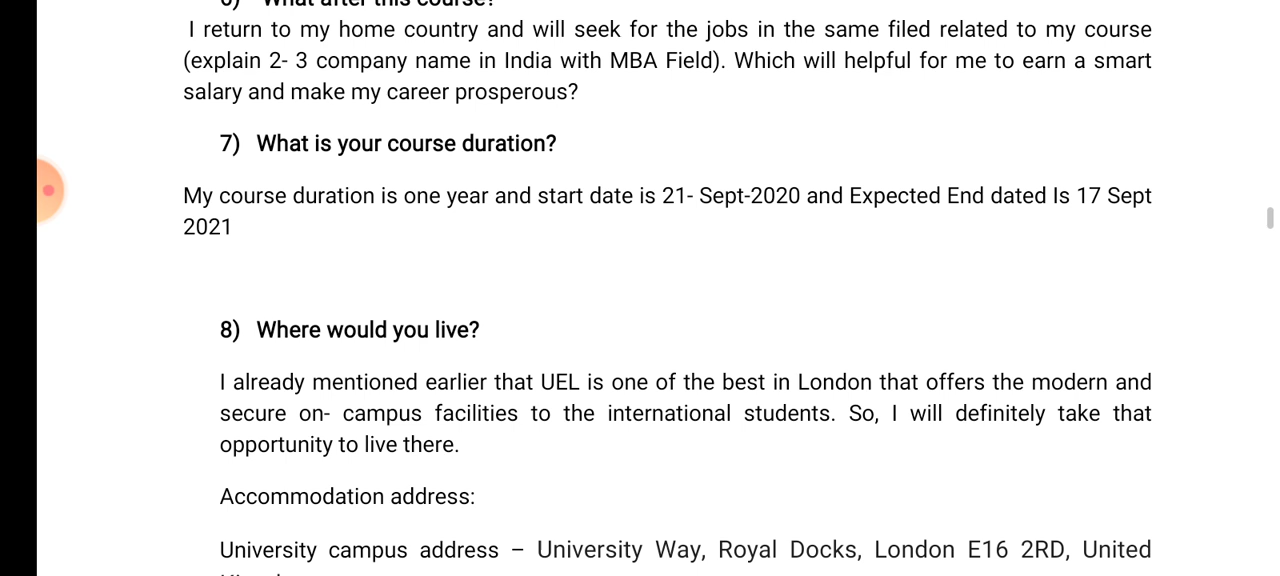 6) What after this course?
I return to my home country and will seek for the jobs in the same filed related to my course
(explain 2- 3 company name in India with MBA Field). Which will helpful for me to earn a smart
salary and make my career prosperous?
7) What is your course duration?
My course duration is one year and start date is 21- Sept-2020 and Expected End dated Is 17 Sept
2021
8) Where would you live?
I already mentioned earlier that UEL is one of the best in London that offers the modern and
secure on- campus facilities to the international students. So, I will definitely take that
opportunity to live there.
Accommodation address:
University campus address – University Way, Royal Docks, London E16 2RD, United